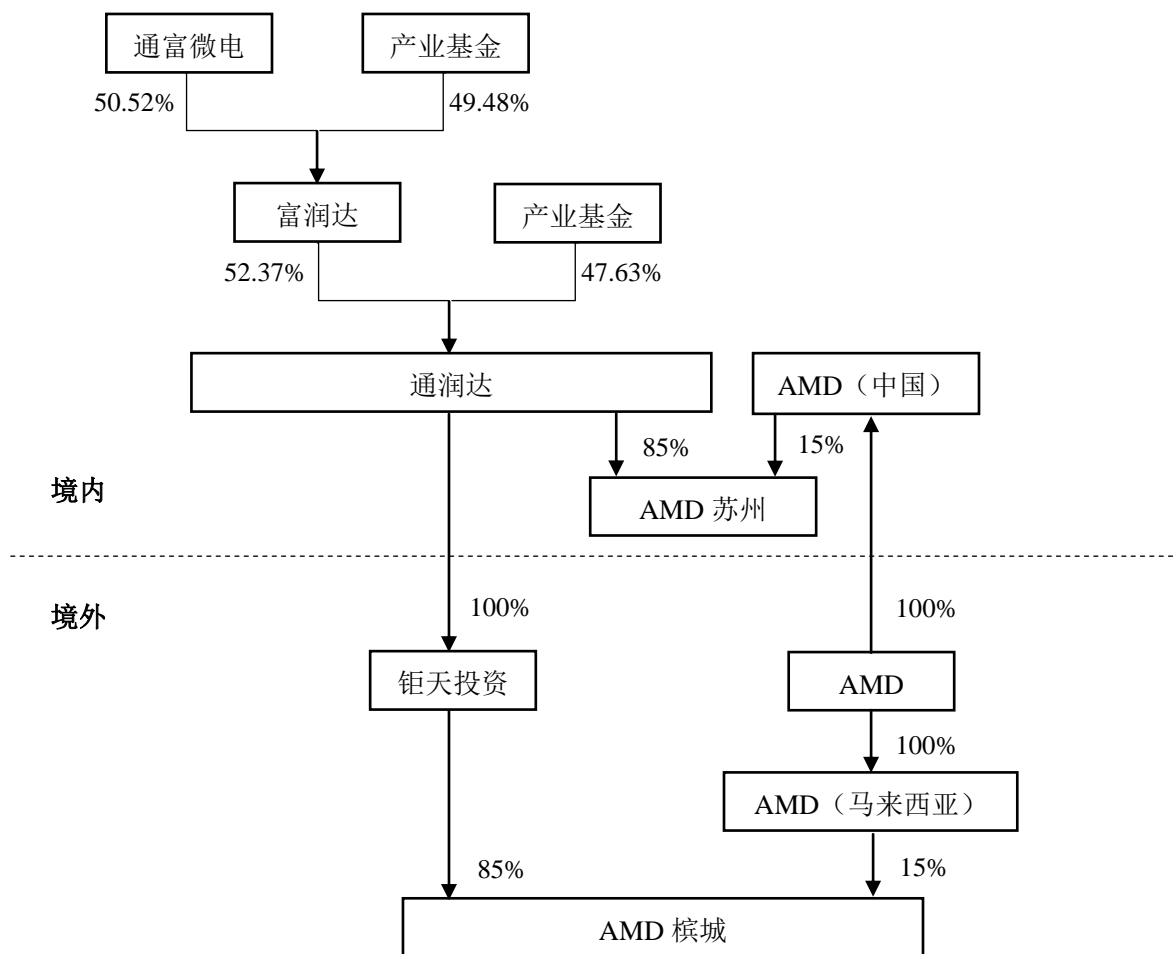 通富微电
产业基金
50.52%
49.48%
富润达
产业基金
52.37%
47.63%
通润达
AMD（中国）
85%
15%
境内
AMD 苏州
境外
100%
100%
钜天投资
AMD
100%
AMD（马来西亚）
85%
15%
AMD 槟城